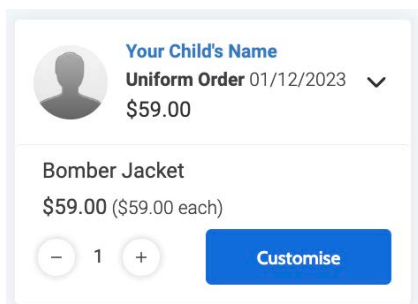 Your Child's Name
Uniform Order 01/12/2023
$59.00
Bomber Jacket
$59.00 ($59.00 each)
− 1 +
Customise